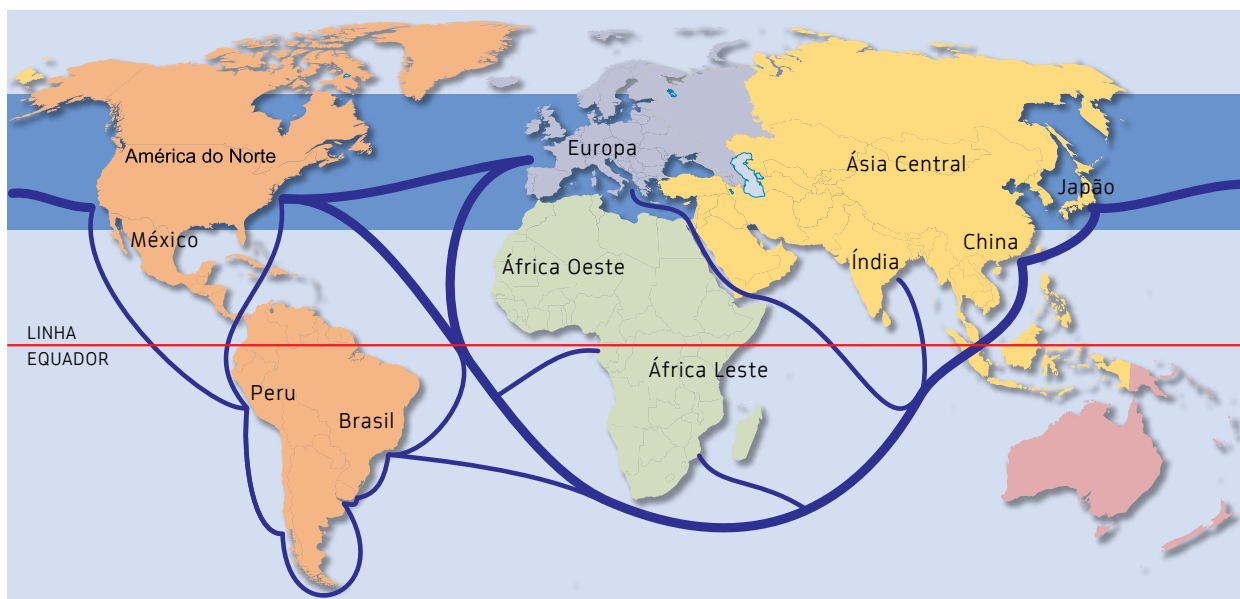 América do Norte
Europa
Ásia Central
Japão
México
China
África Oeste
Índia
LINHA
EQUADOR
África Leste
Peru
Brasil